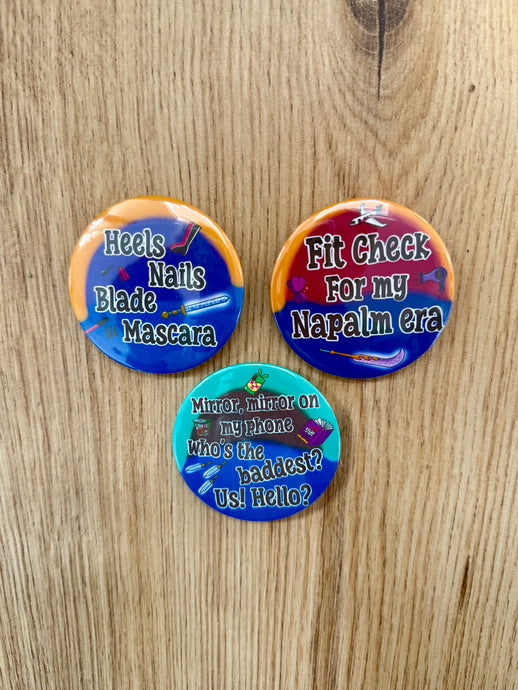 Heels
Nails
Blade
Mascara
Fit Check
For my
Napalm era
Mirror, mirror on
my phone
who's the
baddest?
Us! Hello?